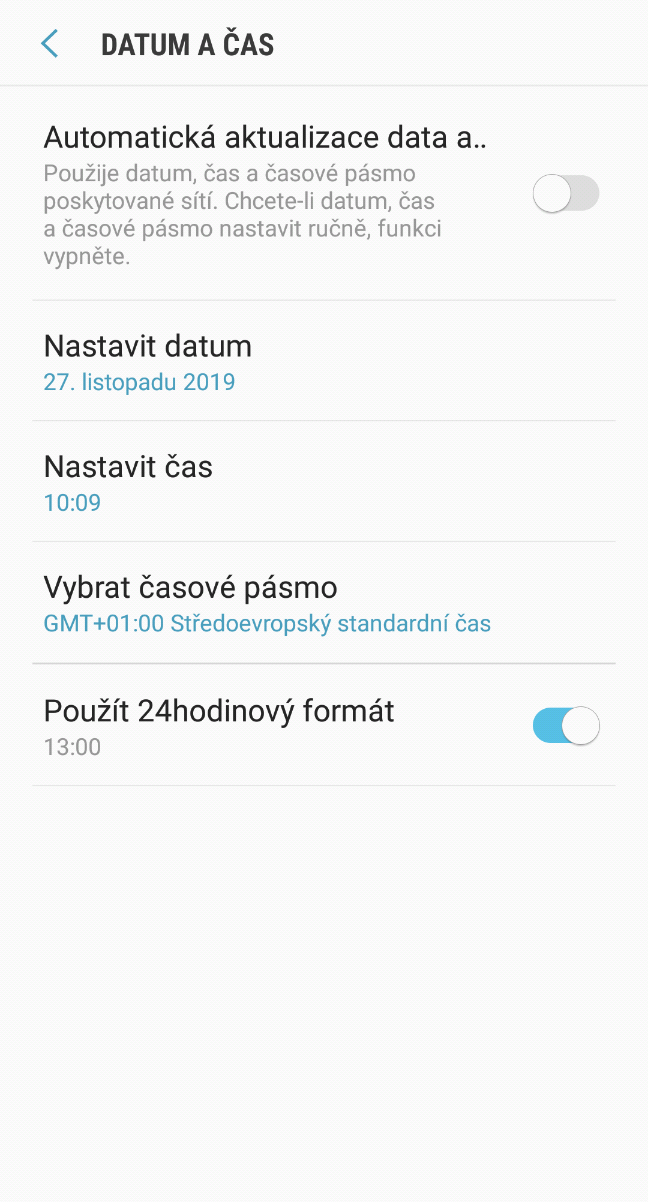 DATUM A ČAS
Automatická aktualizace data a..
Použije datum, čas a časové pásmo
poskytované sítí. Chcete-li datum, čas
a časové pásmo nastavit ručně, funkci
vypněte.
Nastavit datum
27. listopadu 2019
Nastavit čas
10:09
Vybrat časové pásmo
GMT+01:00 Středoevropský standardní čas
Použít 24hodinový formát
13:00